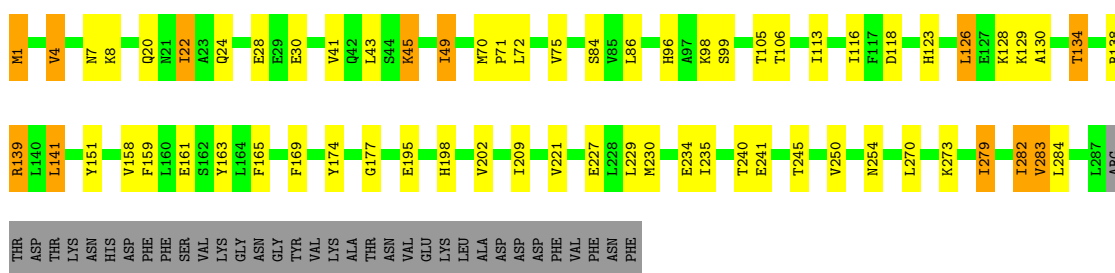 M1 V4 N7 K8 Q20 N21 I22 A23 Q24 E28 E29 E30 V41 Q42 L43 S44 K45 I49 M70 P71 L72 V75 S84 V85 L86 H96 A97 K98 S99 T105 T106 I113 I116 F117 D118 H123 L126 E127 K128 K129 A130 T134
R139 L140 L141 Y151 V158 F159 L160 E161 S162 Y163 L164 F165 F169 Y174 G177 E195 H198 V202 I209 V221 E227 L228 L229 M230 E234 I235 T240 E241 T245 V250 N254 L270 K273 I279 I282 V283 L284 L287
THR ASP THR LYS ASN HIS ASP PHE PHE SER VAL LYS GLY ASN GLY TYR VAL LYS ALA THR ASN VAL GLU LYS LEU ALA ASP ASP ASP PHE VAL PHE ASN PHE